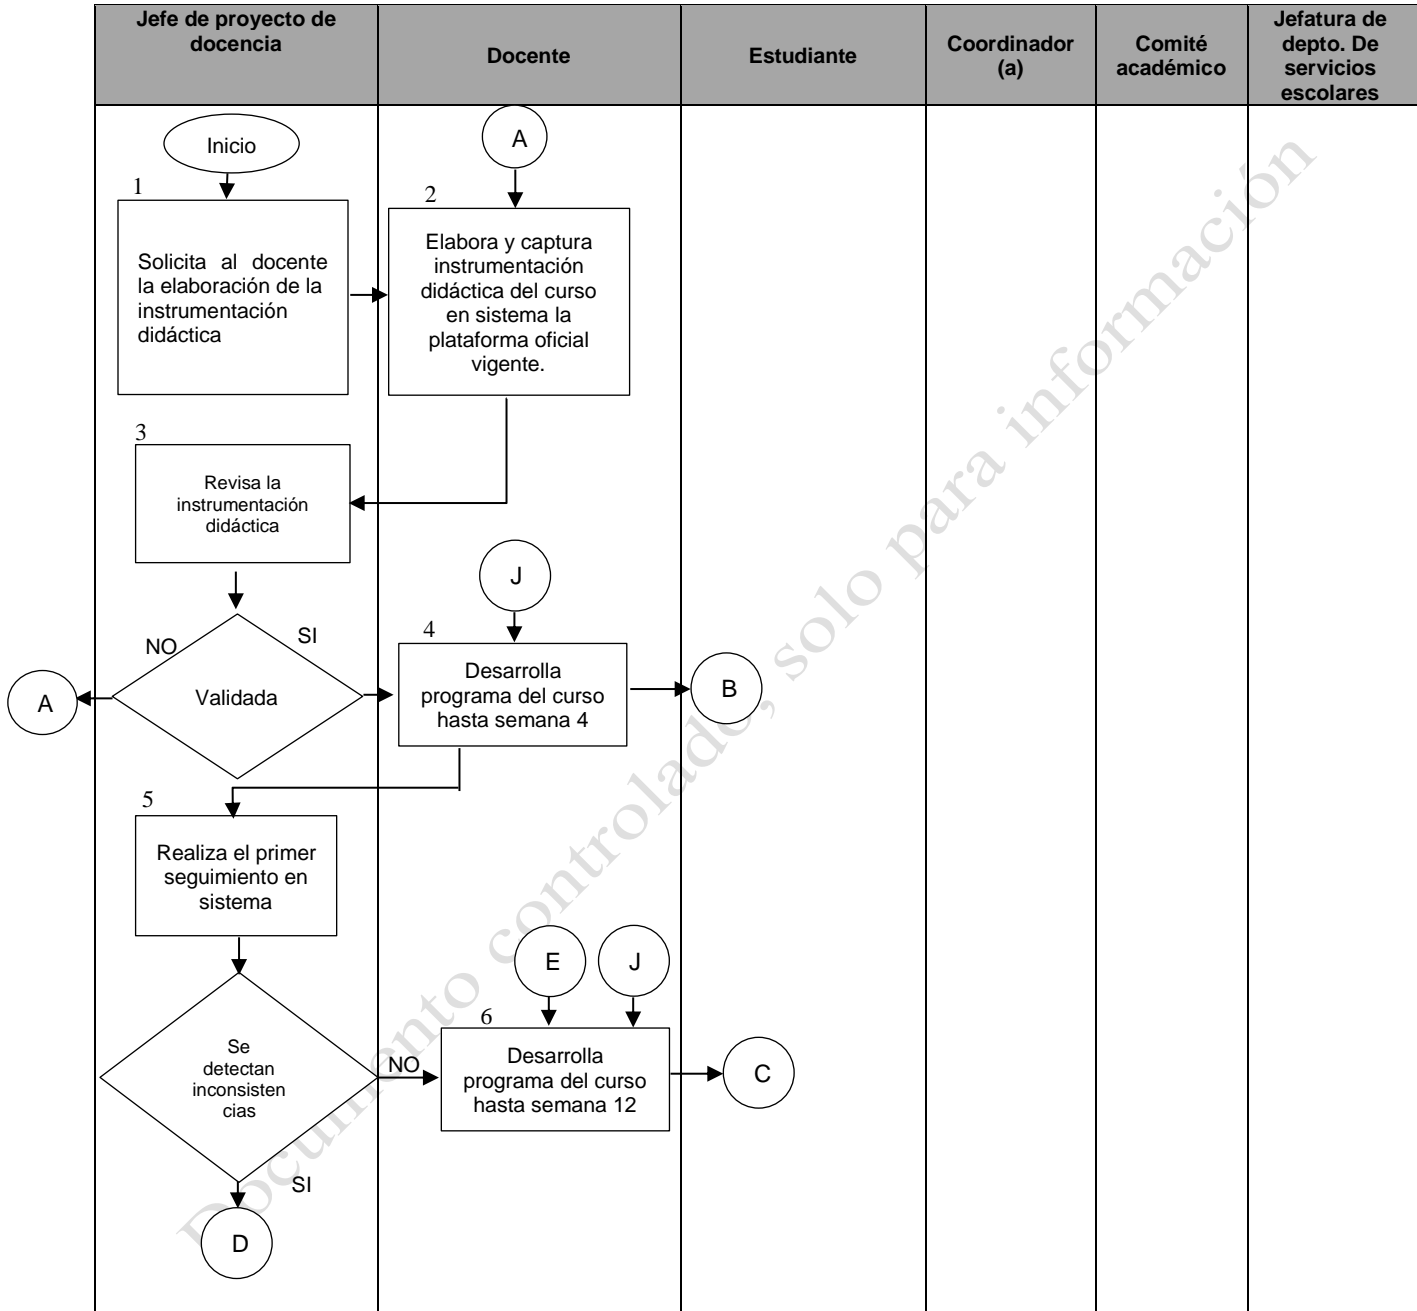 Jefe de proyecto de
docencia
Docente
Estudiante
Coordinador
(a)
Comité
académico
Jefatura de
depto. De
servicios
escolares
Inicio
A
1
Solicita al docente
la elaboración de la
instrumentación
didáctica
2
Elabora y captura
instrumentación
didáctica del curso
en sistema la
plataforma oficial
vigente.
3
Revisa la
instrumentación
didáctica
J
NO
SI
Validada
A
4
Desarrolla
programa del curso
hasta semana 4
B
5
Realiza el primer
seguimiento en
sistema
E
J
Se
detectan
inconsisten
cias
NO
SI
6
Desarrolla
programa del curso
hasta semana 12
C
D
Documento controlado, solo para información